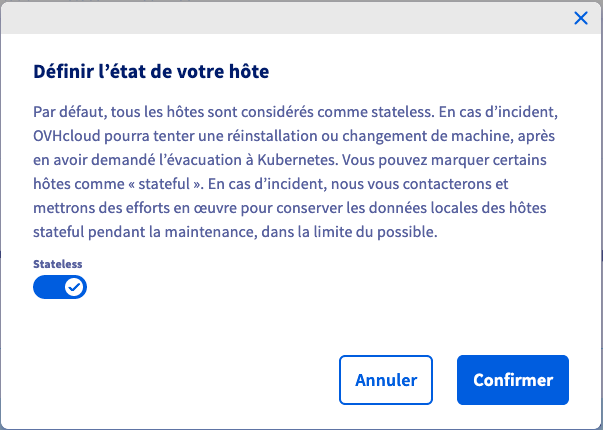 Définir l’état de votre hôte
Par défaut, tous les hôtes sont considérés comme stateless. En cas d’incident,
OVHcloud pourra tenter une réinstallation ou changement de machine, après
en avoir demandé l’évacuation à Kubernetes. Vous pouvez marquer certains
hôtes comme « stateful ». En cas d’incident, nous vous contacterons et
mettrons des efforts en œuvre pour conserver les données locales des hôtes
stateful pendant la maintenance, dans la limite du possible.
Stateless
Annuler
Confirmer